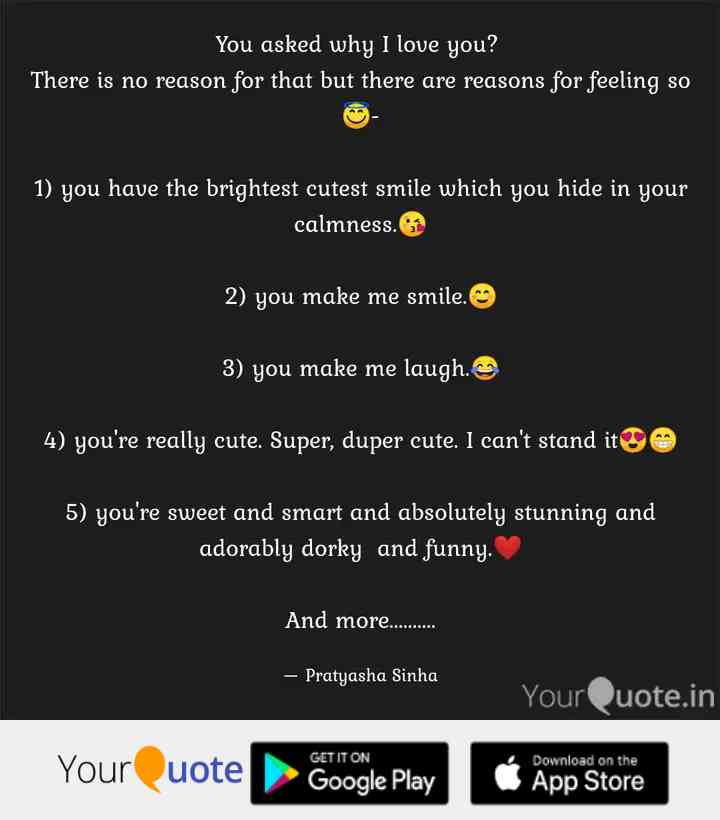 You asked why I love you?
There is no reason for that but there are reasons for feeling so
😇-
1) you have the brightest cutest smile which you hide in your
calmness.😘
2) you make me smile.😊
3) you make me laugh.😂
4) you're really cute. Super, duper cute. I can't stand it😍😁
5) you're sweet and smart and absolutely stunning and
adorably dorky  and funny.❤️
And more..........
— Pratyasha Sinha
YourQuote.in
YourQuote
GET IT ON
Google Play
Download on the
App Store